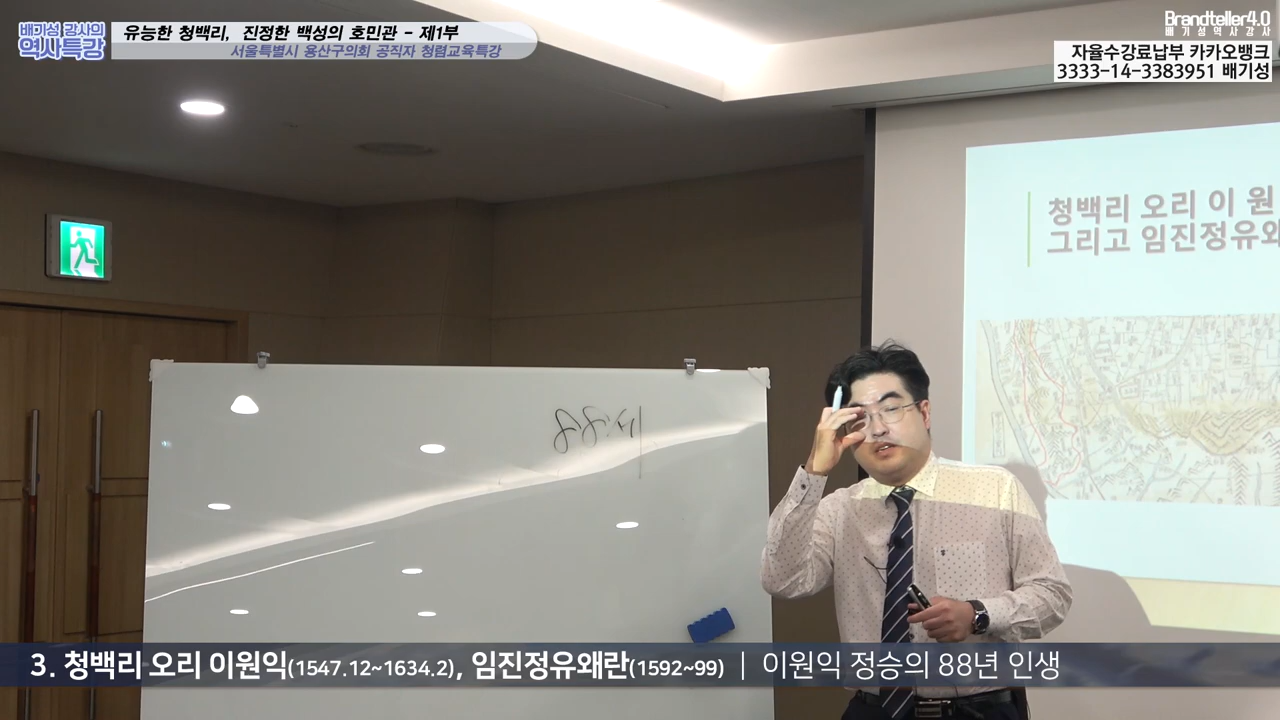 배기성 강사의
역사특강
유능한 청백리, 진정한 백성의 호민관 - 제1부
서울특별시 용산구의회 공직자 청렴교육특강
Brandteller4.0
배기성역사강사
자율수강료납부 카카오뱅크
3333-14-3383951 배기성
청백리 오리 이 원
그리고 임진정유왜
88세
3. 청백리 오리 이원익(1547.12~1634.2), 임진정유왜란(1592~99) | 이원익 정승의 88년 인생